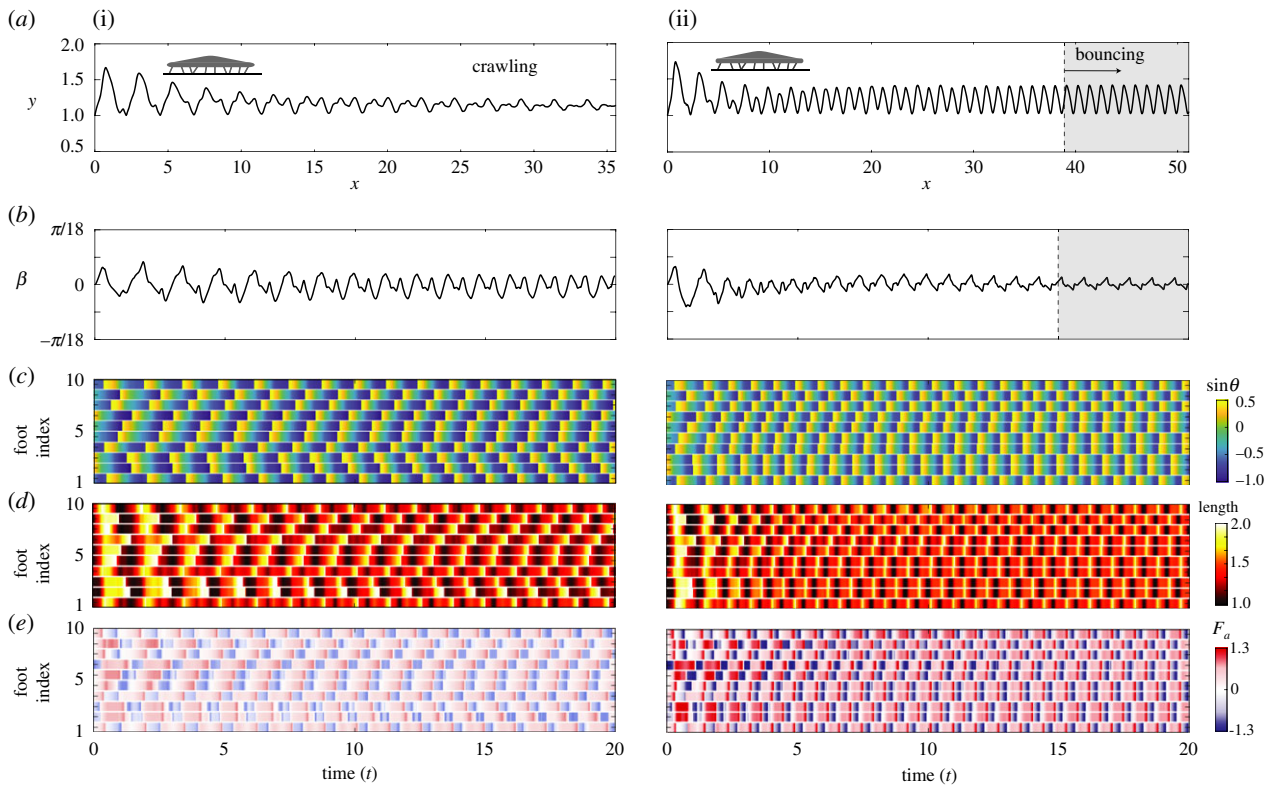 (a) (i) (ii)
2.0
1.5
y
1.0
0.5
crawling
bouncing
0 5 10 15 20 25 30 35
x
0 10 20 30 40 50
x
(b)
π/18
β 0
−π/18
(c)
10
foot index
5
1
sinθ
0.5
0
−0.5
−1.0
(d)
10
foot index
5
1
length
2.0
1.5
1.0
(e)
10
foot index
5
1
F_a
1.3
0
-1.3
0 5 10 15 20
time (t)
0 5 10 15 20
time (t)